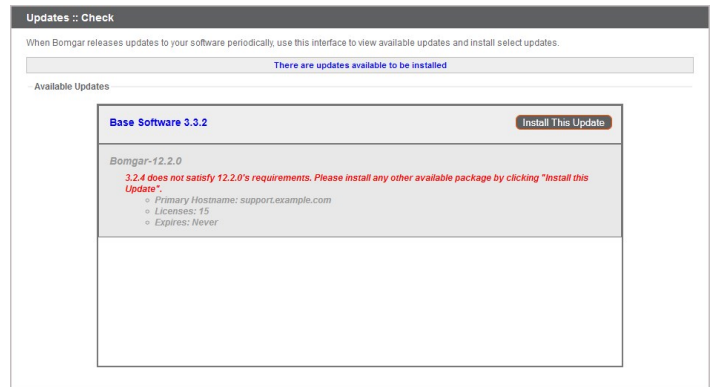 Updates :: Check
When Bomgar releases updates to your software periodically, use this interface to view available updates and install select updates.
There are updates available to be installed
Available Updates
Base Software 3.3.2
Install This Update
Bomgar-12.2.0
3.2.4 does not satisfy 12.2.0's requirements. Please install any other available package by clicking "Install this
Update".
Primary Hostname: support.example.com
Licenses: 15
Expires: Never